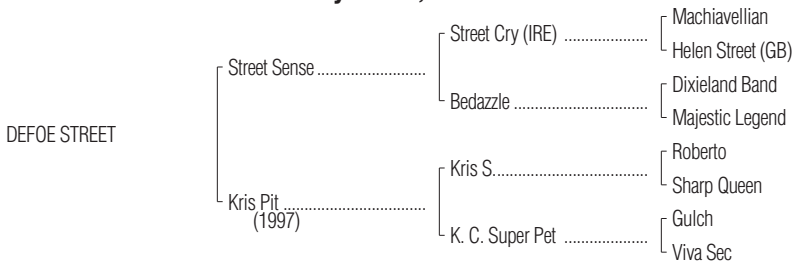 Machiavellian
Street Cry (IRE) ..................
Helen Street (GB)
Street Sense ........................
Dixieland Band
Bedazzle .............................
Majestic Legend
DEFOE STREET
Roberto
Kris S. ................................
Sharp Queen
Kris Pit ................................
(1997)
Gulch
K. C. Super Pet ..................
Viva Sec